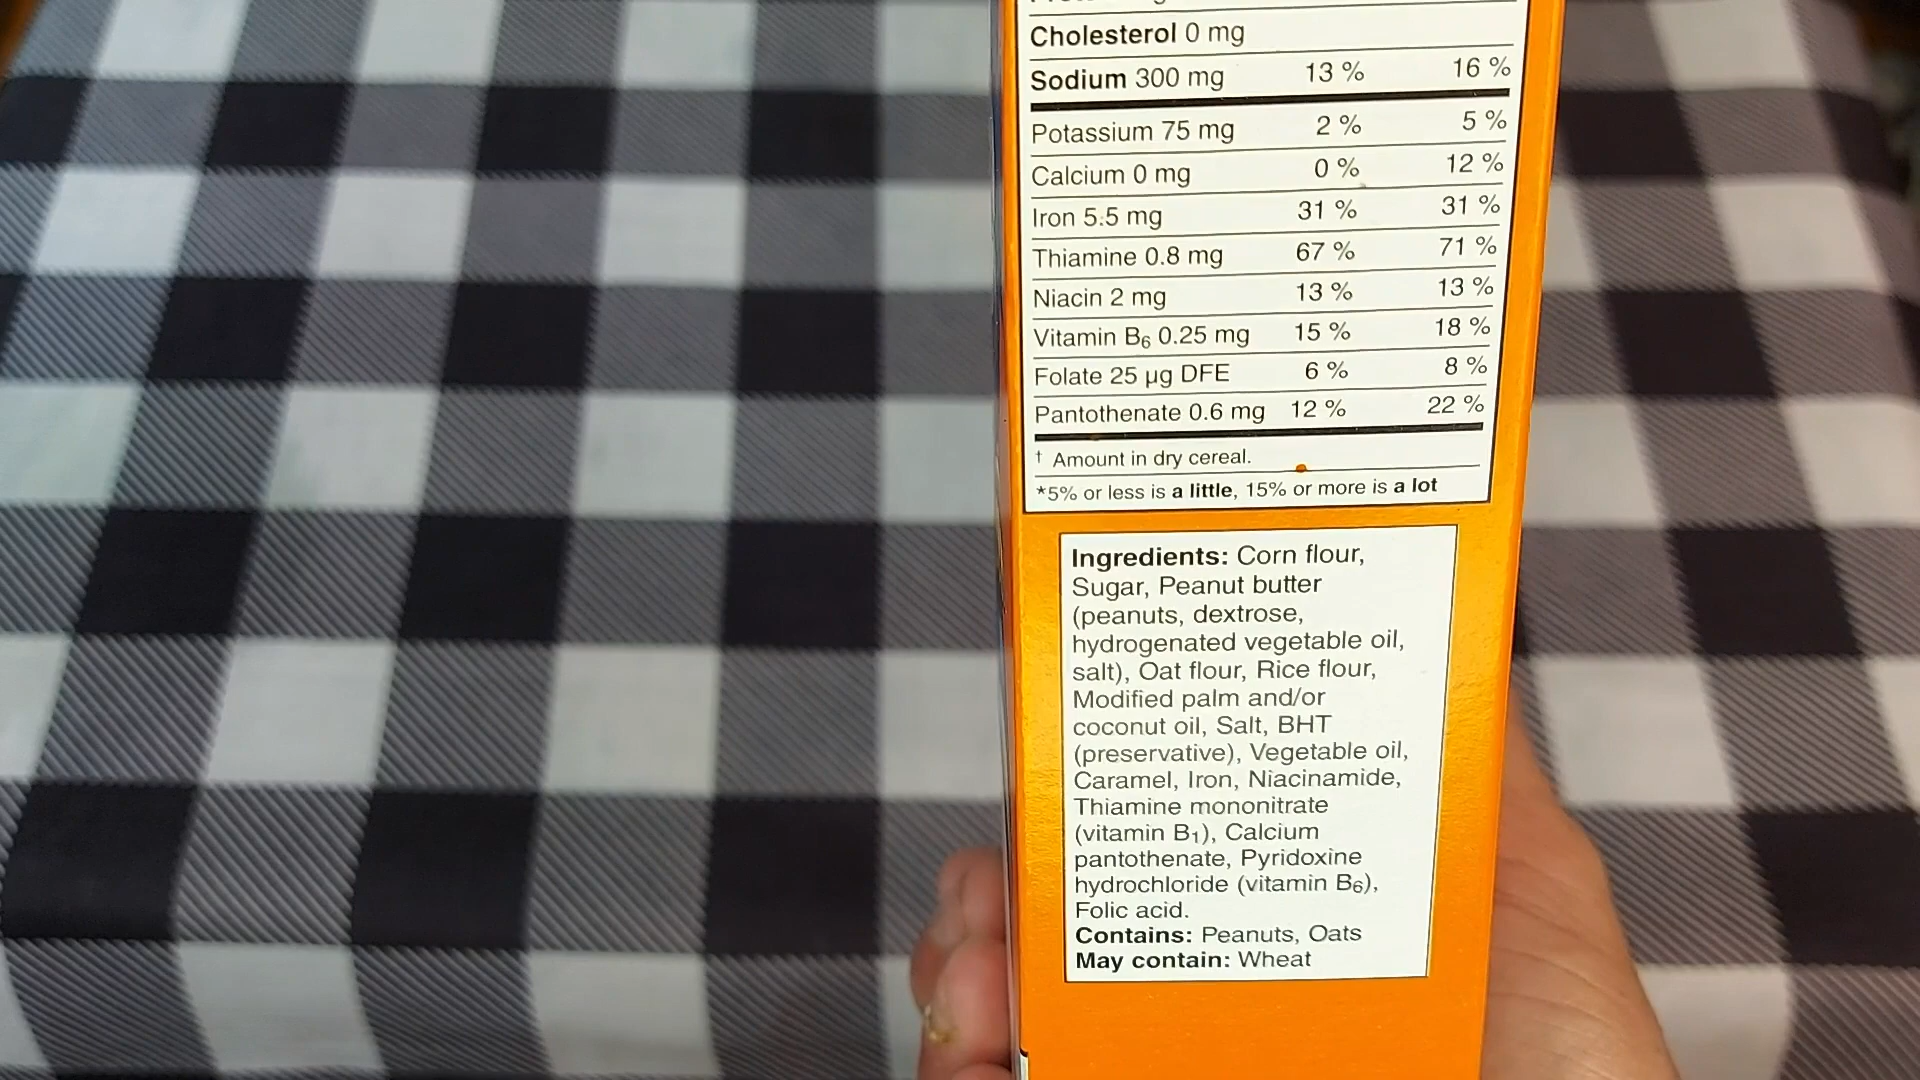 Cholesterol 0 mg
Sodium 300 mg 13 % 16 %
Potassium 75 mg 2 % 5 %
Calcium 0 mg 0 % 12 %
Iron 5.5 mg 31 % 31 %
Thiamine 0.8 mg 67 % 71 %
Niacin 2 mg 13 % 13 %
Vitamin B6 0.25 mg 15 % 18 %
Folate 25 µg DFE 6 % 8 %
Pantothenate 0.6 mg 12 % 22 %
† Amount in dry cereal.
*5% or less is a little, 15% or more is a lot
Ingredients: Corn flour,
Sugar, Peanut butter
(peanuts, dextrose,
hydrogenated vegetable oil,
salt), Oat flour, Rice flour,
Modified palm and/or
coconut oil, Salt, BHT
(preservative), Vegetable oil,
Caramel, Iron, Niacinamide,
Thiamine mononitrate
(vitamin B1), Calcium
pantothenate, Pyridoxine
hydrochloride (vitamin B6),
Folic acid.
Contains: Peanuts, Oats
May contain: Wheat